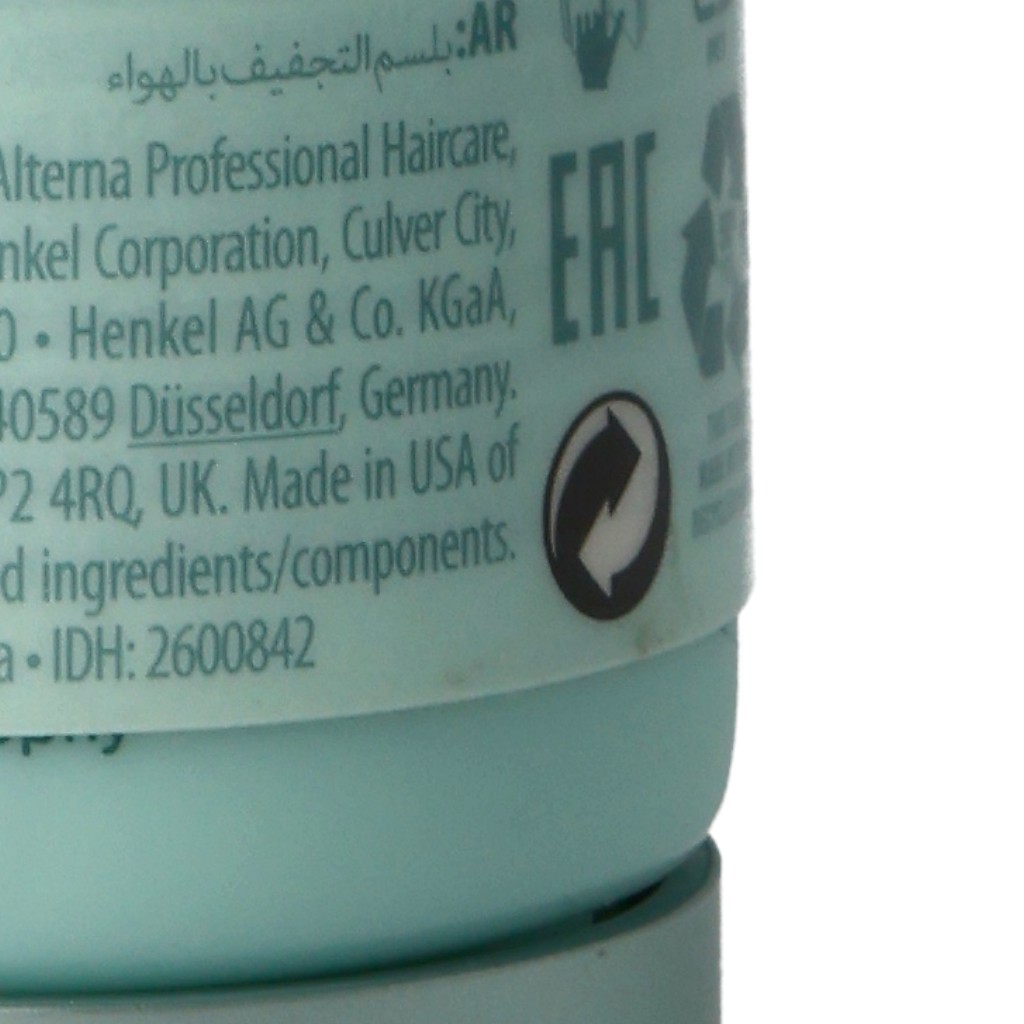 AR: بلسم التجفيف بالهواء
Alterna Professional Haircare,
nkel Corporation, Culver City,
0 • Henkel AG & Co. KGaA,
40589 Düsseldorf, Germany.
P2 4RQ, UK. Made in USA of
d ingredients/components.
a • IDH: 2600842
EAC